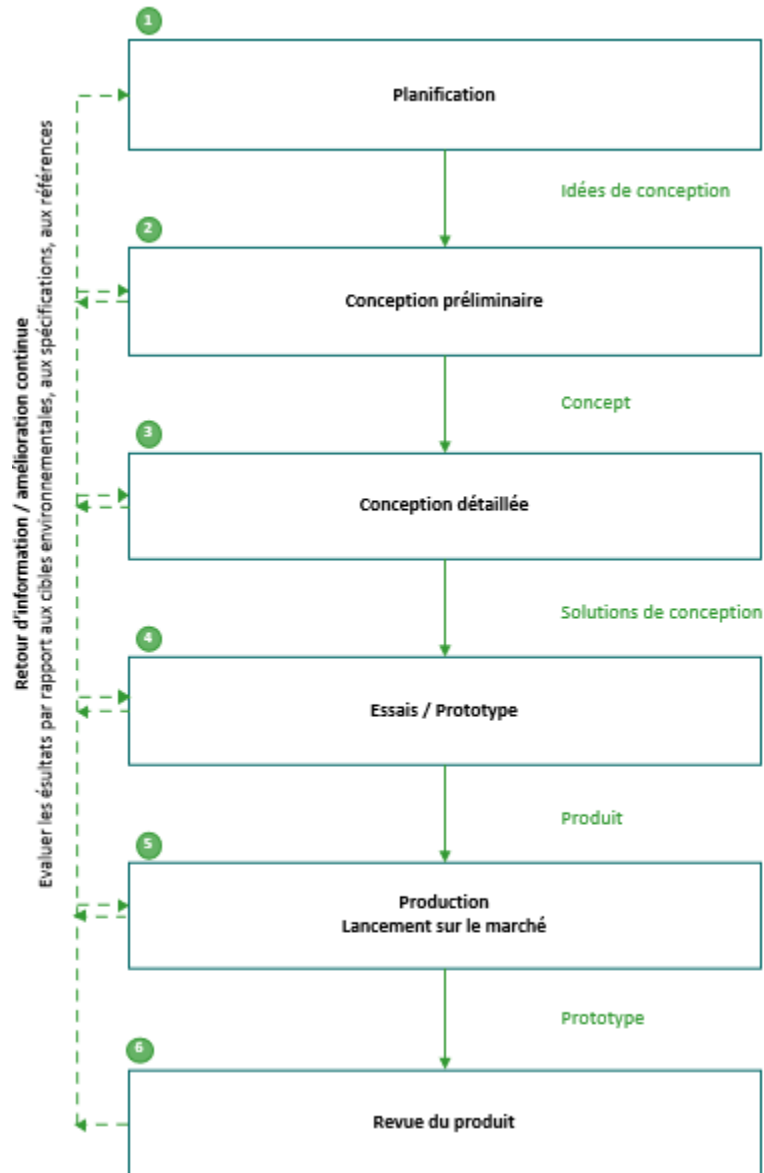 1
Planification
Idées de conception
2
Conception préliminaire
Concept
3
Conception détaillée
Solutions de conception
4
Essais / Prototype
Produit
5
Production
Lancement sur le marché
Prototype
6
Revue du produit
Retour d'information / amélioration continue
Evaluer les ésultats par rapport aux cibles environnementales, aux spécifications, aux références